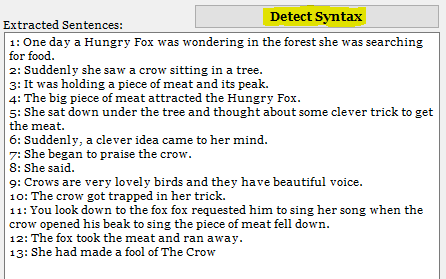 Detect Syntax
Extracted Sentences:
1: One day a Hungry Fox was wondering in the forest she was searching
for food.
2: Suddenly she saw a crow sitting in a tree.
3: It was holding a piece of meat and its peak.
4: The big piece of meat attracted the Hungry Fox.
5: She sat down under the tree and thought about some clever trick to get
the meat.
6: Suddenly, a clever idea came to her mind.
7: She began to praise the crow.
8: She said.
9: Crows are very lovely birds and they have beautiful voice.
10: The crow got trapped in her trick.
11: You look down to the fox fox requested him to sing her song when the
crow opened his beak to sing the piece of meat fell down.
12: The fox took the meat and ran away.
13: She had made a fool of The Crow